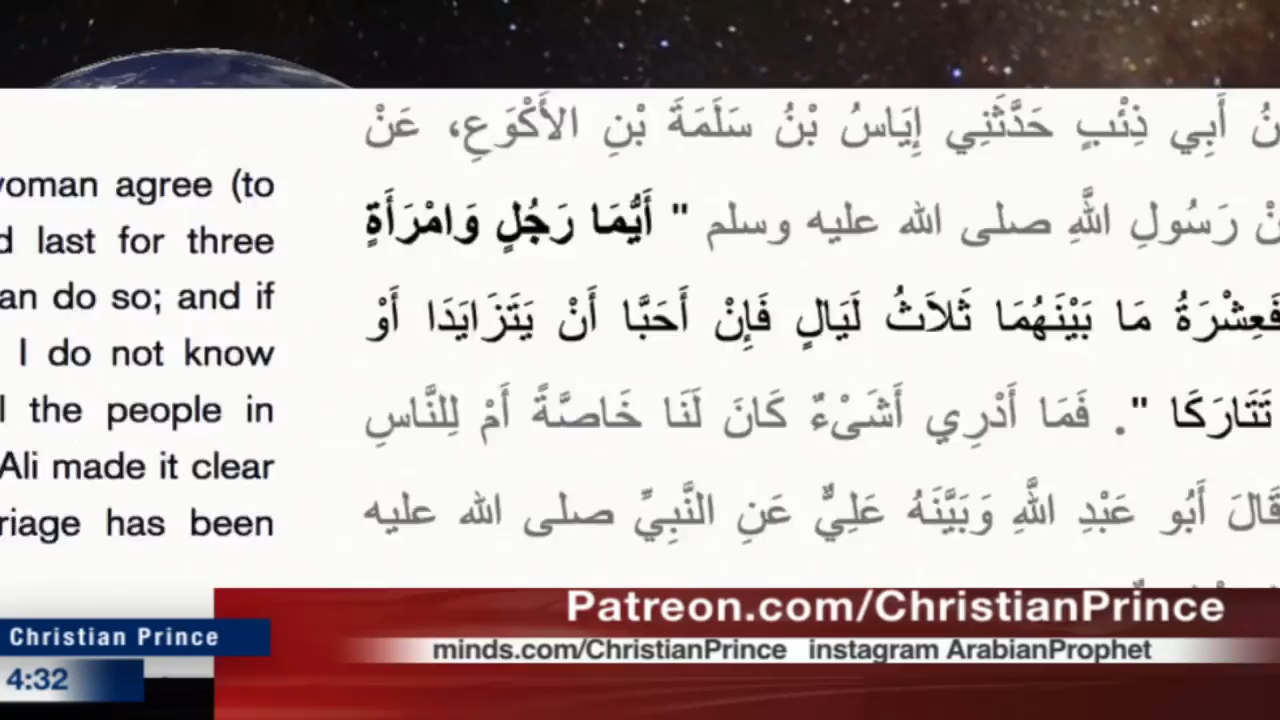 woman agree (to
d last for three
an do so; and if
I do not know
l the people in
Ali made it clear
riage has been
نُ أَبِي ذِئْبٍ حَدَّثَنِي إِيَاسُ بْنُ سَلَمَةَ بْنِ الأَكْوَعِ، عَنْ
نْ رَسُولِ اللَّهِ صلى الله عليه وسلم " أَيُّمَا رَجُلٍ وَامْرَأَةٍ
فَعِشْرَةُ مَا بَيْنَهُمَا ثَلاَثُ لَيَالٍ فَإِنْ أَحَبَّا أَنْ يَتَزَايَدَا أَوْ
تَتَارَكَا ". فَمَا أَدْرِي أَشَىْءٌ كَانَ لَنَا خَاصَّةً أَمْ لِلنَّاسِ
قَالَ أَبُو عَبْدِ اللَّهِ وَبَيَّنَهُ عَلِيٌّ عَنِ النَّبِيِّ صلى الله عليه
Patreon.com/ChristianPrince
Christian Prince
minds.com/ChristianPrince instagram ArabianProphet
4:32